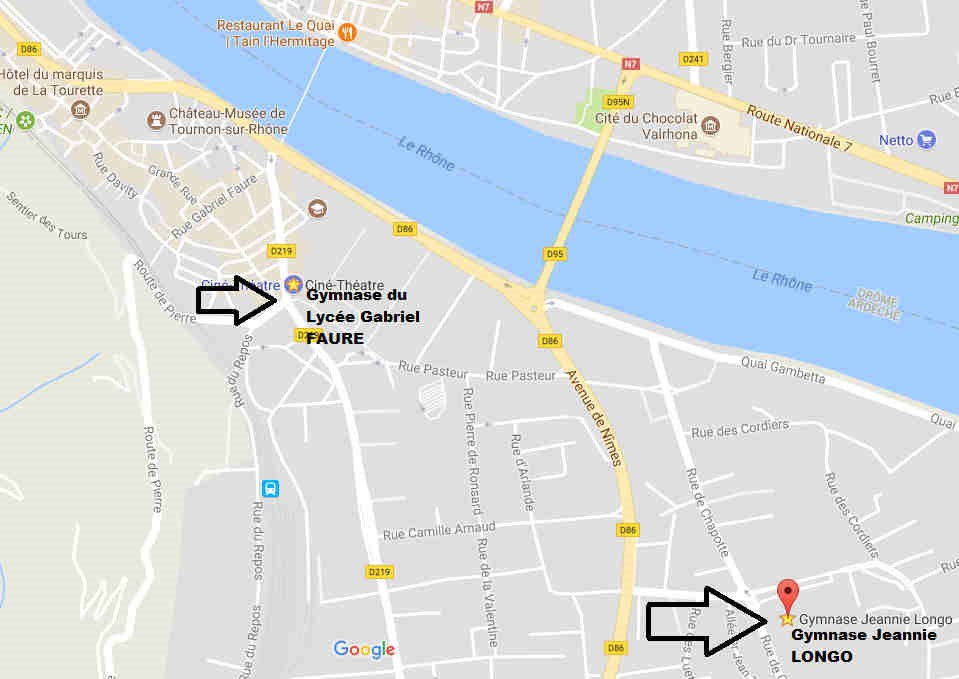 N7
Restaurant Le Quai
| Tain l'Hermitage
D86
Rue Bergier
Rue du Dr Tournaire
Rue Paul Bourret
D241
N7
Hôtel du marquis
de La Tourette
D95N
Château-Musée de
Tournon-sur-Rhône
Cité du Chocolat
Valrhona
Route Nationale 7
Netto
Le Rhône
Rue Davity
Grande Rue
Rue Gabriel Faure
N7
Sentier des Tours
Camping
D86
D219
D95
Route de Pierre
Ciné-Théatre
Ciné-Théatre
Le Rhône
DRÔME
ARDÈCHE
Gymnase du
Lycée Gabriel
FAURE
D219
D86
Rue du Repos
Rue Pasteur
Rue Pasteur
Quai Gambetta
Avenue de Nîmes
Quai
Rue des Cordiers
Route de Pierre
Rue Pierre de Ronsard
Rue d'Arlande
Rue de Chapotte
Rue des Cordiers
Rue du Repos
Rue Camille Arnaud
D86
Rue de la Valentine
D219
Rue du Repos
Gymnase Jeannie Longo
Gymnase Jeannie
LONGO
D86
Google